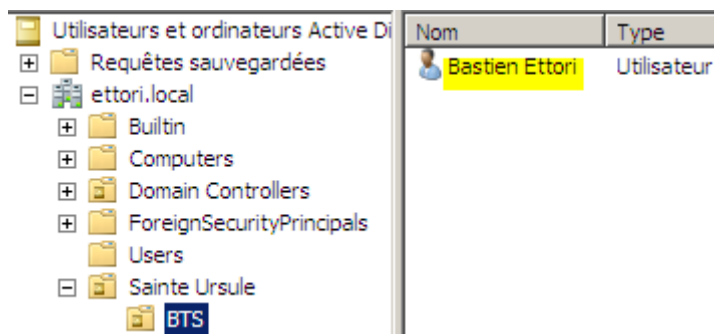 Utilisateurs et ordinateurs Active Di
Nom
Type
Requêtes sauvegardées
Bastien Ettori
Utilisateur
ettori.local
Builtin
Computers
Domain Controllers
ForeignSecurityPrincipals
Users
Sainte Ursule
BTS